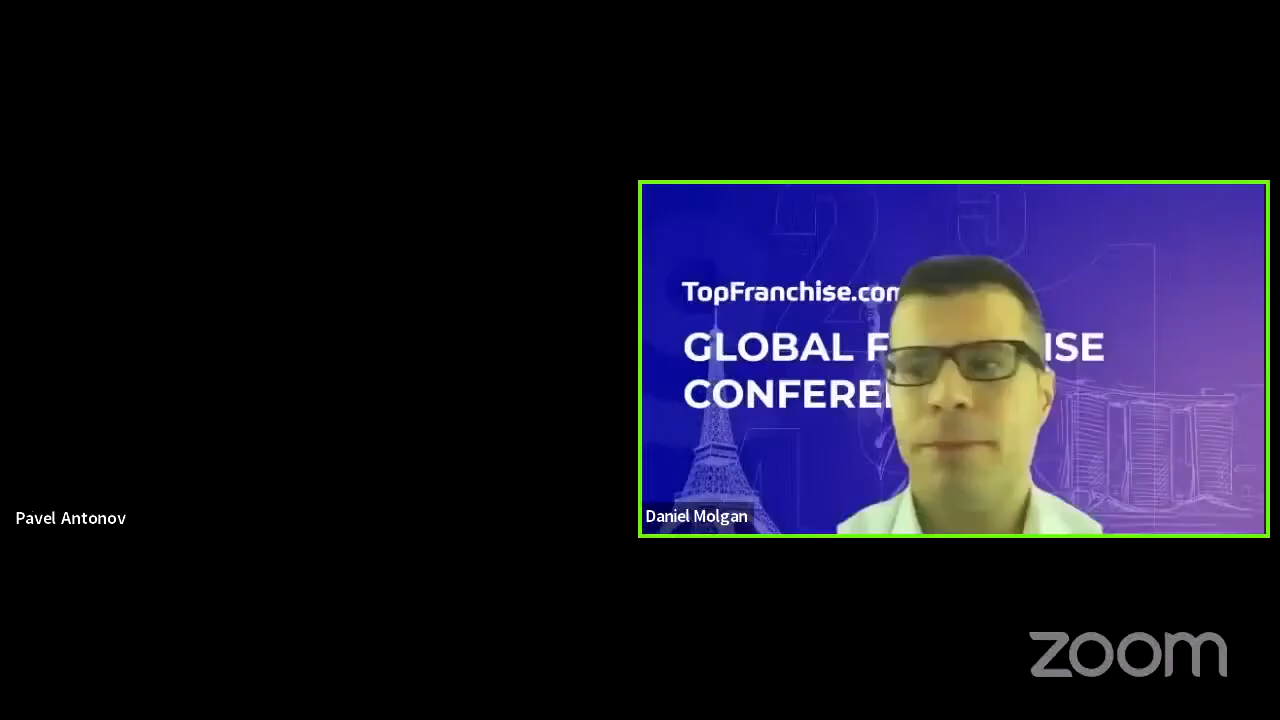 TopFranchise.com
GLOBAL F ISE
CONFERE
Pavel Antonov
Daniel Molgan
zoom